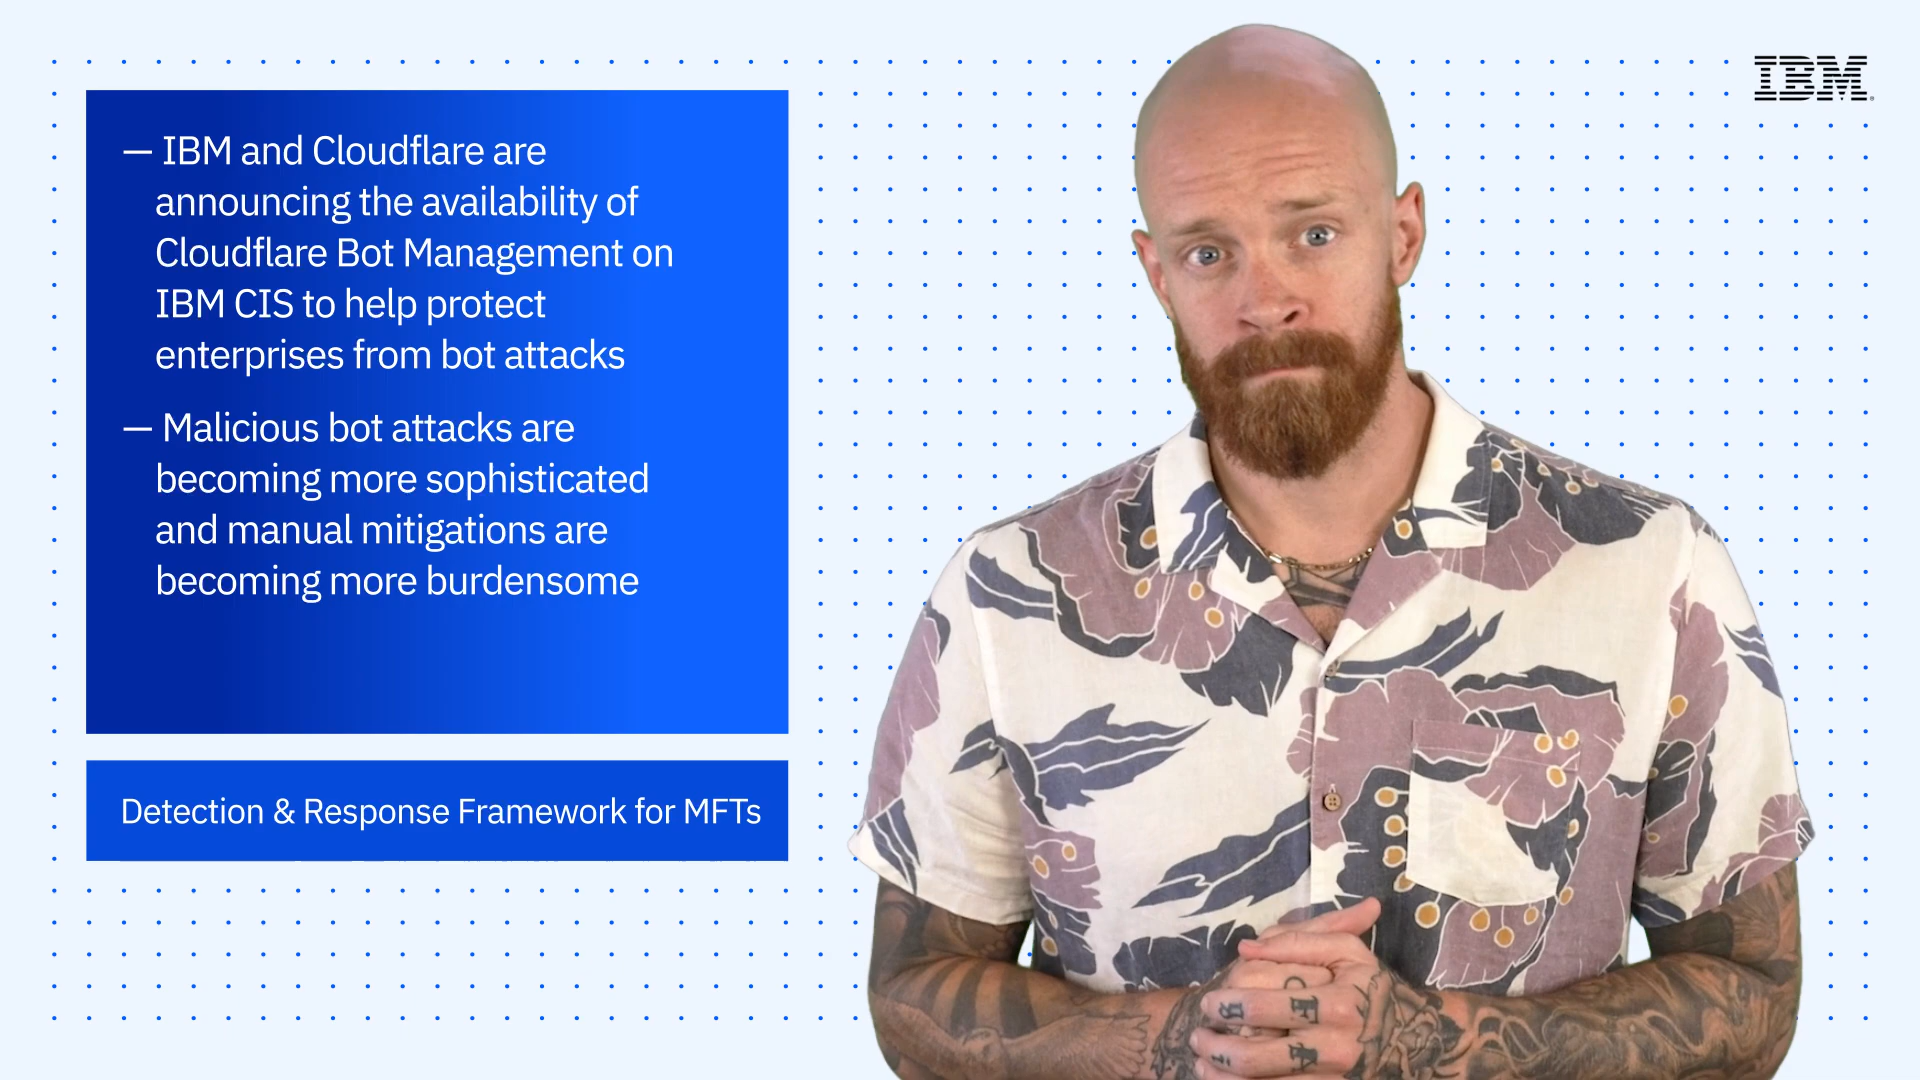 IBM
— IBM and Cloudflare are
announcing the availability of
Cloudflare Bot Management on
IBM CIS to help protect
enterprises from bot attacks
— Malicious bot attacks are
becoming more sophisticated
and manual mitigations are
becoming more burdensome
Detection & Response Framework for MFTs